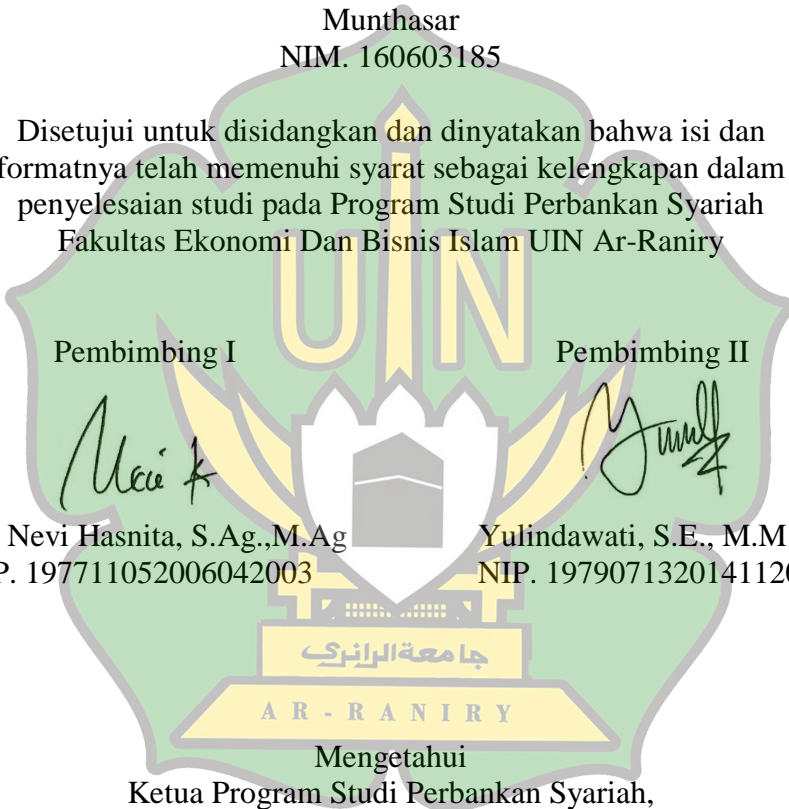 Munthasar
NIM. 160603185
Disetujui untuk disidangkan dan dinyatakan bahwa isi dan
formatnya telah memenuhi syarat sebagai kelengkapan dalam
penyelesaian studi pada Program Studi Perbankan Syariah
Fakultas Ekonomi Dan Bisnis Islam UIN Ar-Raniry
UIN
Pembimbing I Pembimbing II
Nevi Hasnita, S.Ag.,M.Ag Yulindawati, S.E., M.M
P. 197711052006042003 NIP. 1979071320141120
جامعة الرانري
AR-RANIRY
Mengetahui
Ketua Program Studi Perbankan Syariah,